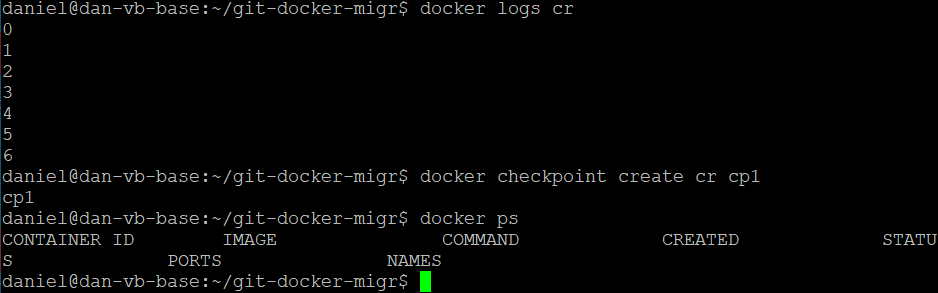 daniel@dan-vb-base:~/git-docker-migr$ docker logs cr
0
1
2
3
4
5
6
daniel@dan-vb-base:~/git-docker-migr$ docker checkpoint create cr cp1
cp1
daniel@dan-vb-base:~/git-docker-migr$ docker ps
CONTAINER ID        IMAGE               COMMAND             CREATED             STATU
S              PORTS               NAMES
daniel@dan-vb-base:~/git-docker-migr$